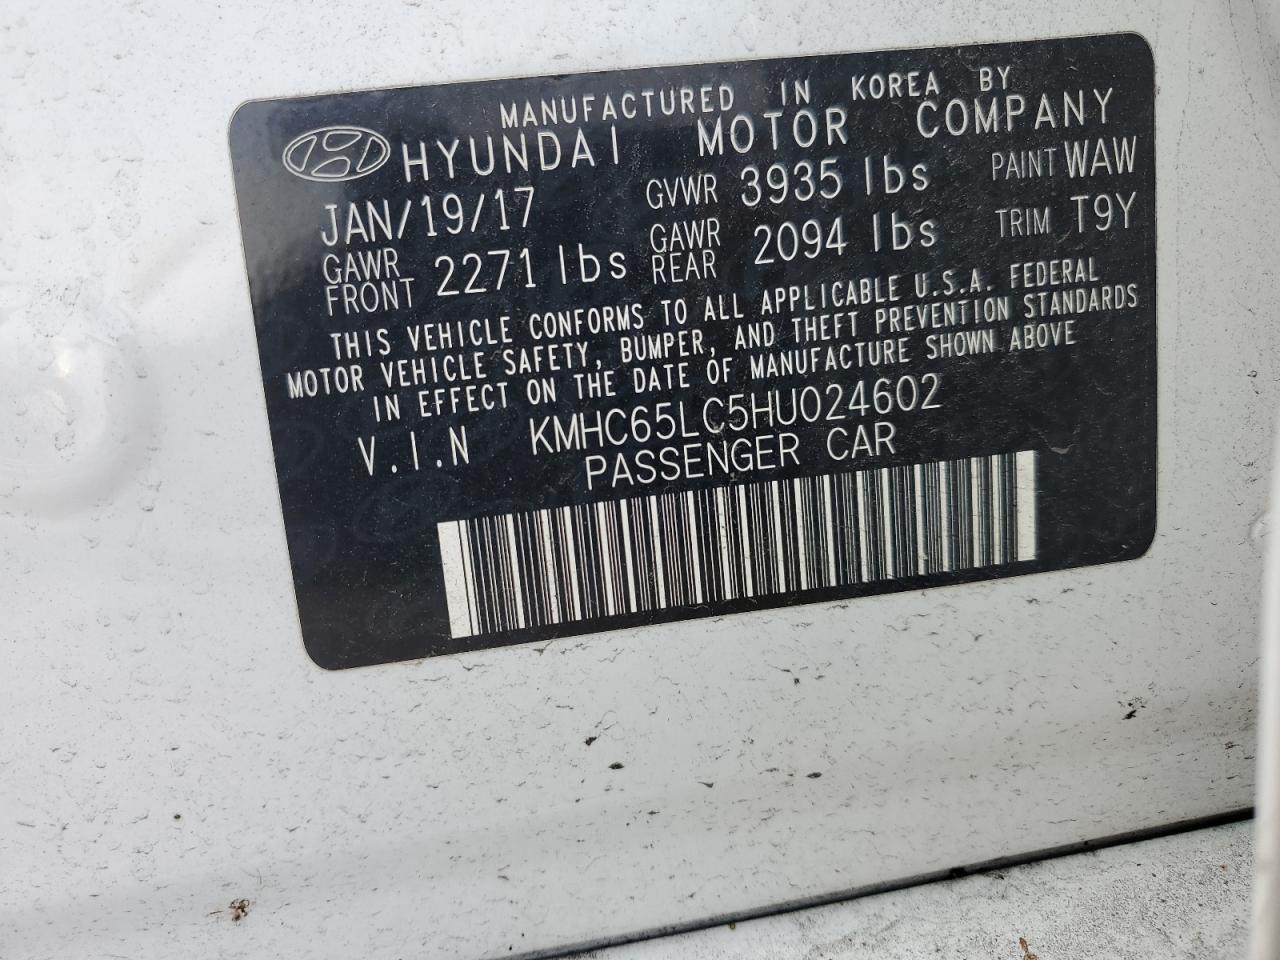 MANUFACTURED IN KOREA BY
HYUNDAI MOTOR COMPANY
JAN/19/17 GVWR 3935 lbs PAINT WAW
GAWR FRONT 2271 lbs GAWR REAR 2094 lbs TRIM T9Y
THIS VEHICLE CONFORMS TO ALL APPLICABLE U.S.A. FEDERAL
MOTOR VEHICLE SAFETY, BUMPER, AND THEFT PREVENTION STANDARDS
IN EFFECT ON THE DATE OF MANUFACTURE SHOWN ABOVE
V.I.N KMHC65LC5HU024602
PASSENGER CAR